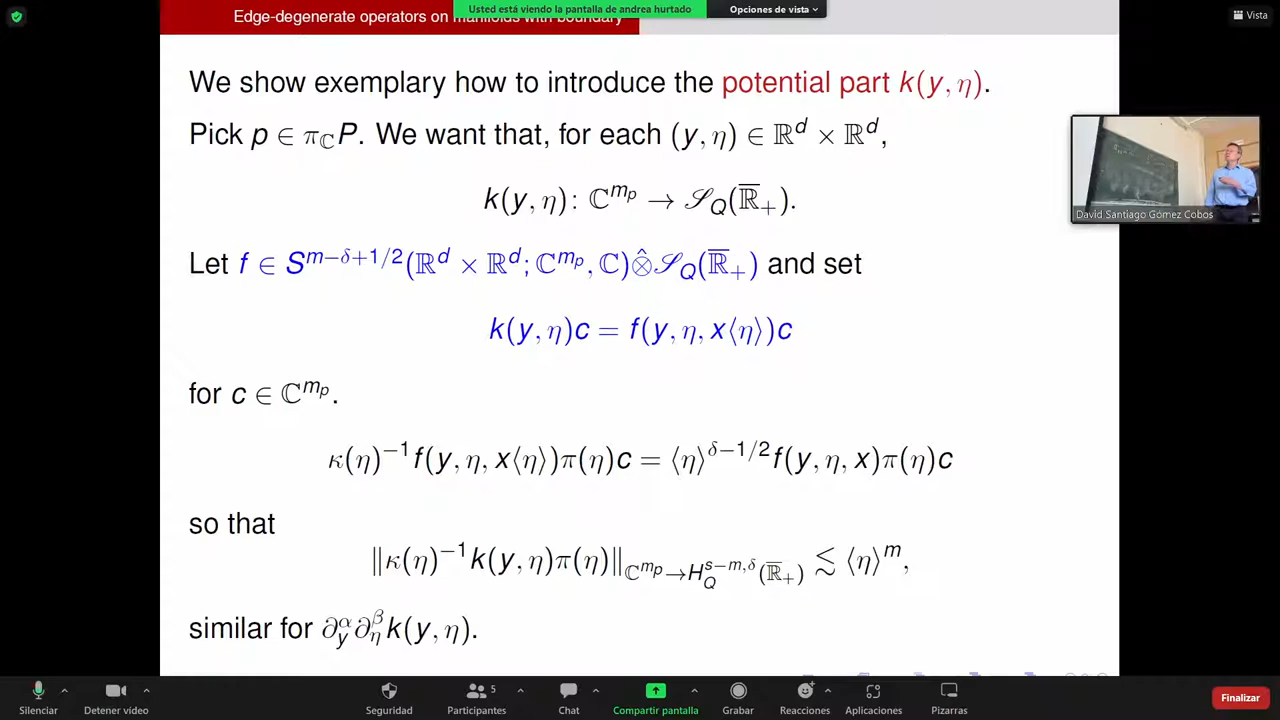 Usted está viendo la pantalla de andrea hurtado
Opciones de vista
Vista
Edge-degenerate operators on manifolds with boundary
We show exemplary how to introduce the potential part k(y, η).
Pick p ∈ π_ℂ P. We want that, for each (y, η) ∈ ℝ^d × ℝ^d,
k(y, η): ℂ^{m_p} → 𝒮_Q(ℝ̅_+).
David Santiago Gómez Cobos
Let f ∈ S^{m−δ+1/2}(ℝ^d × ℝ^d; ℂ^{m_p}, ℂ)⊗̂𝒮_Q(ℝ̅_+) and set
k(y, η)c = f(y, η, x⟨η⟩)c
for c ∈ ℂ^{m_p}.
κ(η)^{−1}f(y, η, x⟨η⟩)π(η)c = ⟨η⟩^{δ−1/2}f(y, η, x)π(η)c
so that
‖κ(η)^{−1}k(y, η)π(η)‖_{ℂ^{m_p}→H_Q^{s−m,δ}(ℝ̅_+)} ≲ ⟨η⟩^m,
similar for ∂_y^α ∂_η^β k(y, η).
Silenciar
Detener video
Seguridad
5
Participantes
Chat
Compartir pantalla
Grabar
Reacciones
Aplicaciones
Pizarras
Finalizar